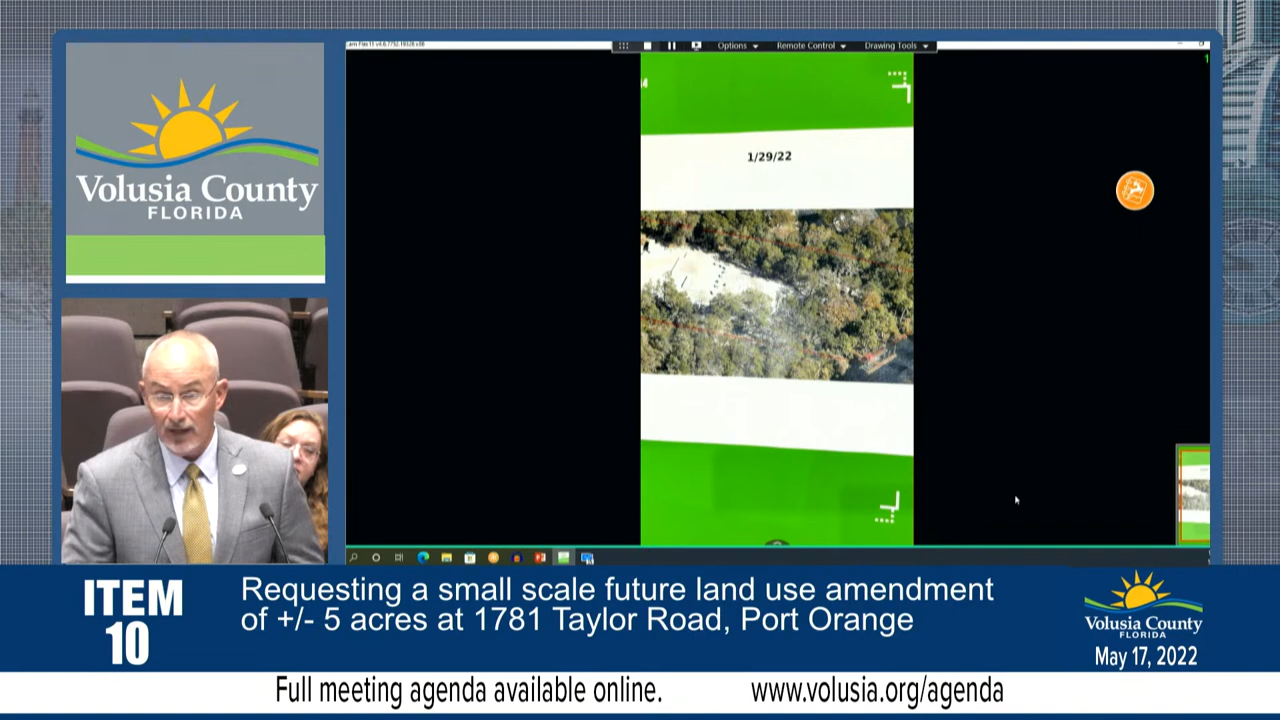 Options
Remote Control
Drawing Tools
Volusia County
FLORIDA
1/29/22
ITEM
10
Requesting a small scale future land use amendment
of +/- 5 acres at 1781 Taylor Road, Port Orange
Volusia County
FLORIDA
May 17, 2022
Full meeting agenda available online.
www.volusia.org/agenda